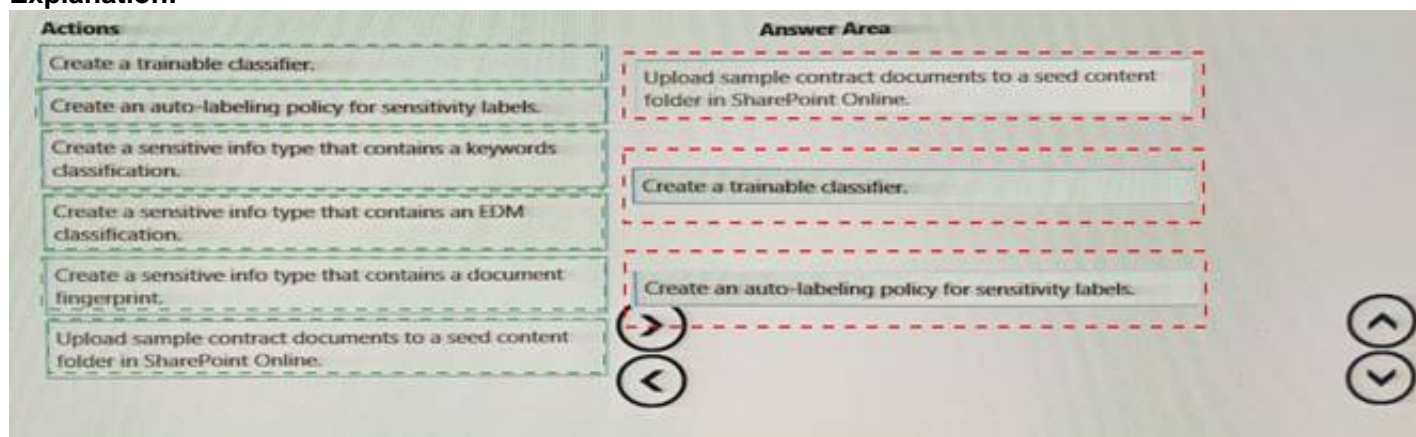 Explanation:
Actions
Answer Area
Create a trainable classifier.
Create an auto-labeling policy for sensitivity labels.
Create a sensitive info type that contains a keywords
classification.
Create a sensitive info type that contains an EDM
classification.
Create a sensitive info type that contains a document
fingerprint.
Upload sample contract documents to a seed content
folder in SharePoint Online.
Upload sample contract documents to a seed content
folder in SharePoint Online.
Create a trainable classifier.
Create an auto-labeling policy for sensitivity labels.